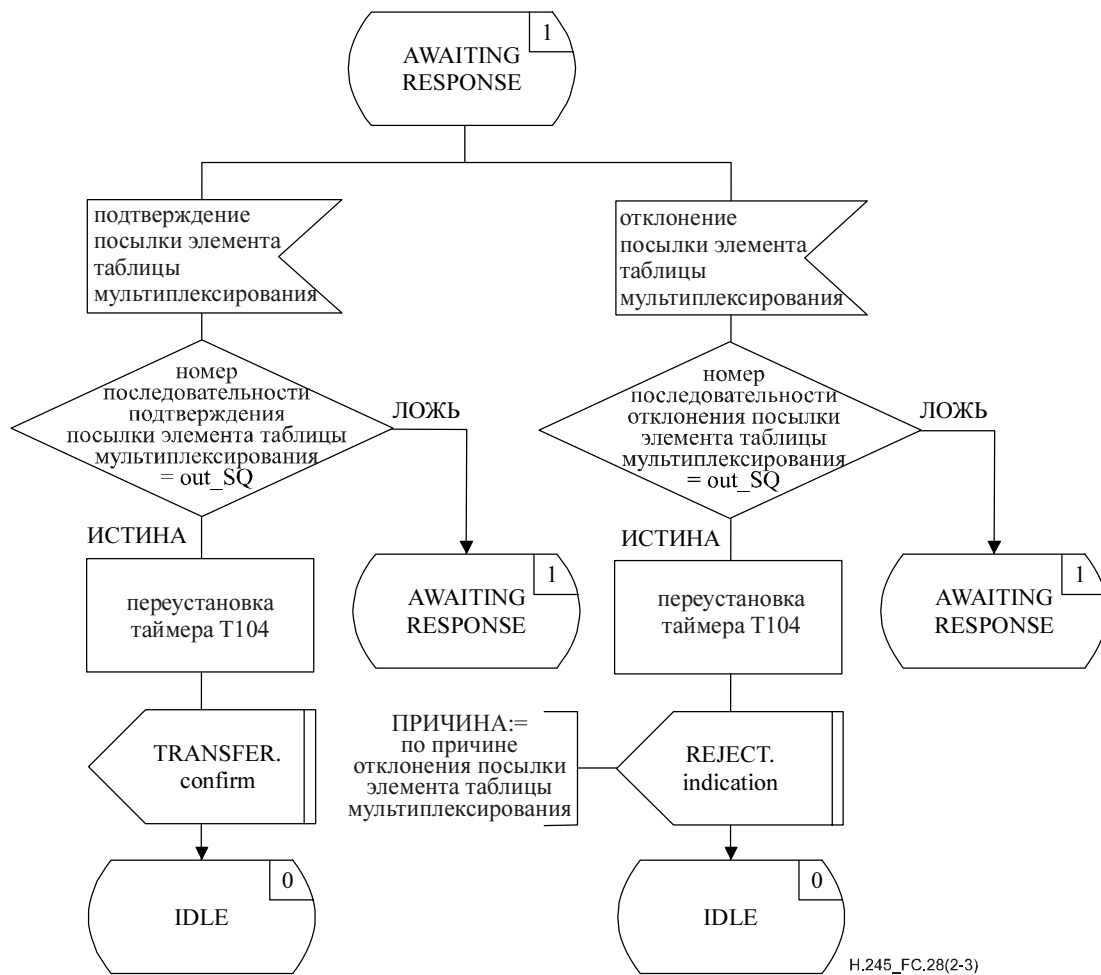 1
AWAITING
RESPONSE
подтверждение
посылки элемента
таблицы
мультиплексирования
отклонение
посылки элемента
таблицы
мультиплексирования
номер
последовательности
подтверждения
посылки элемента таблицы
мультиплексирования
= out_SQ
ЛОЖЬ
номер
последовательности
отклонения посылки
элемента таблицы
мультиплексирования
= out_SQ
ЛОЖЬ
ИСТИНА
ИСТИНА
переустановка
таймера T104
1
AWAITING
RESPONSE
переустановка
таймера T104
1
AWAITING
RESPONSE
TRANSFER.
confirm
ПРИЧИНА:=
по причине
отклонения посылки
элемента таблицы
мультиплексирования
REJECT.
indication
0
IDLE
0
IDLE
H.245_FC.28(2-3)